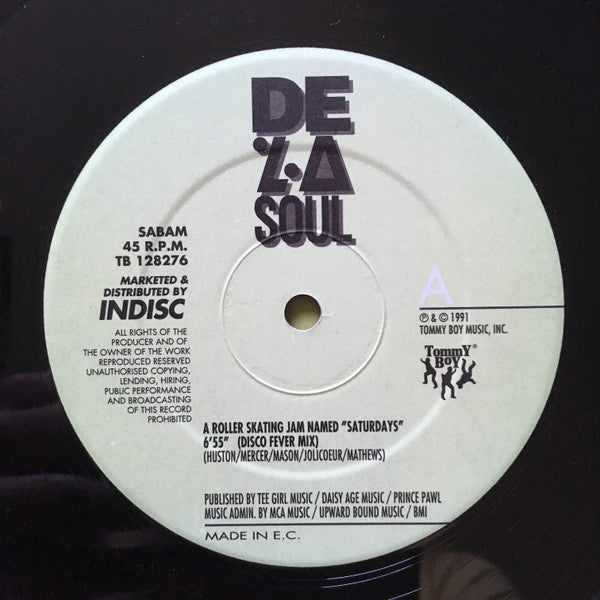 DE
LA
SOUL
SABAM
45 R.P.M.
TB 128276
MARKETED &
DISTRIBUTED BY
INDISC
ALL RIGHTS OF THE
PRODUCER AND OF
THE OWNER OF THE WORK
REPRODUCED RESERVED
UNAUTHORISED COPYING,
LENDING, HIRING,
PUBLIC PERFORMANCE
AND BROADCASTING
OF THIS RECORD
PROHIBITED
A
℗ & © 1991
TOMMY BOY MUSIC, INC.
TOMMY
BOY
A ROLLER SKATING JAM NAMED "SATURDAYS"
6'55" (DISCO FEVER MIX)
(HUSTON/MERCER/MASON/JOLICOEUR/MATHEWS)
PUBLISHED BY TEE GIRL MUSIC / DAISY AGE MUSIC / PRINCE PAWL
MUSIC ADMIN. BY MCA MUSIC / UPWARD BOUND MUSIC / BMI
MADE IN E.C.